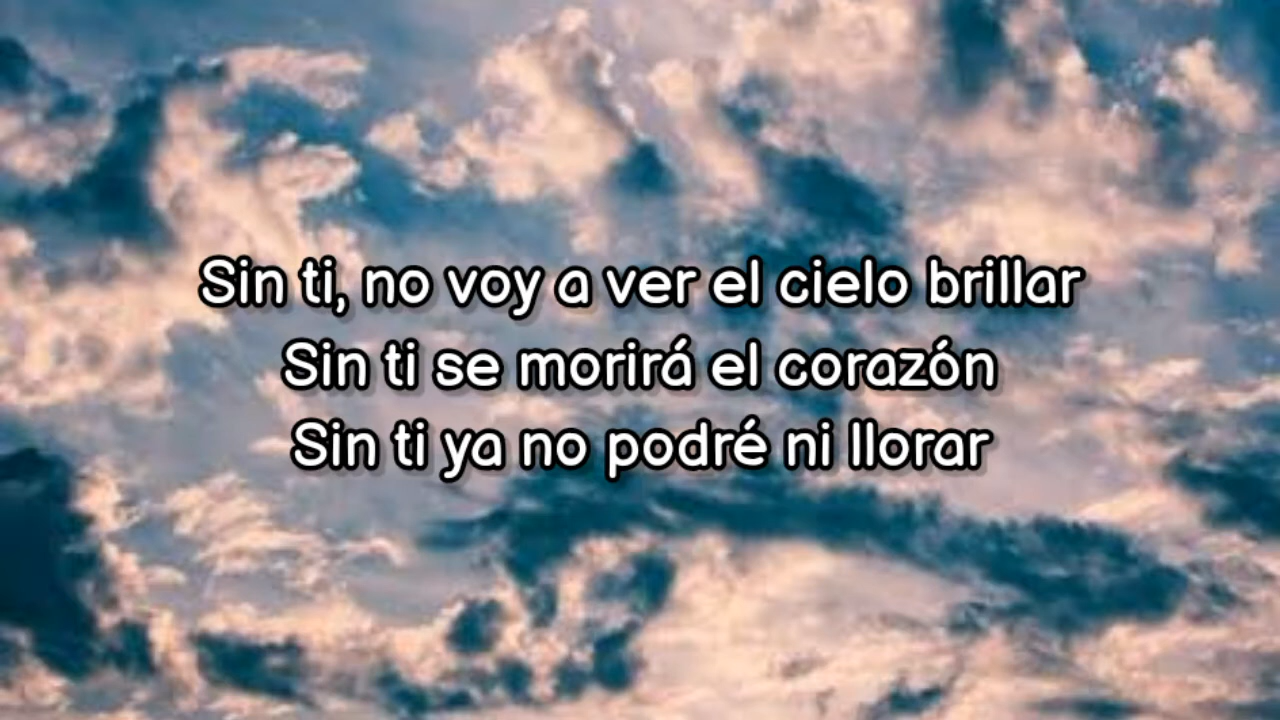 Sin ti, no voy a ver el cielo brillar
Sin ti se morirá el corazón
Sin ti ya no podré ni llorar